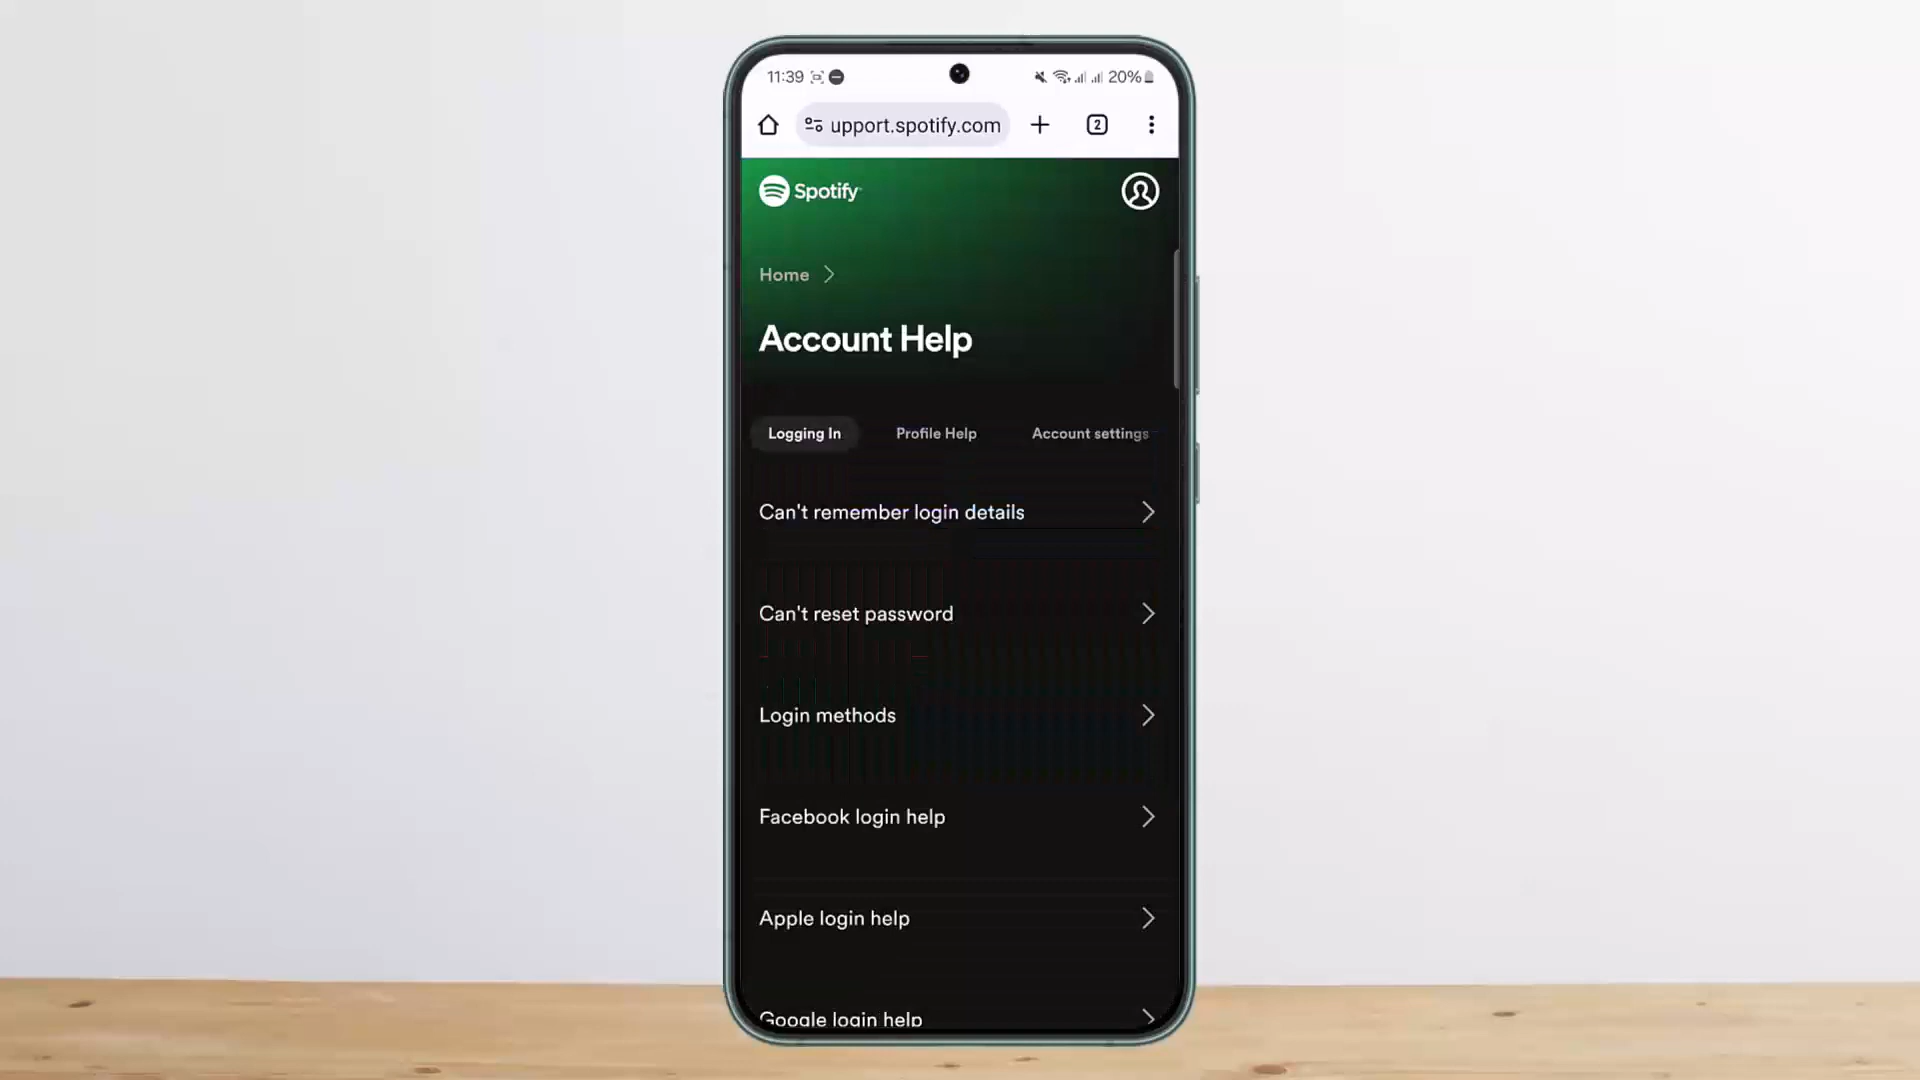 11:39 20%
upport.spotify.com 2
Spotify
Home
Account Help
Logging In Profile Help Account settings
Can't remember login details
Can't reset password
Login methods
Facebook login help
Apple login help
Google login help